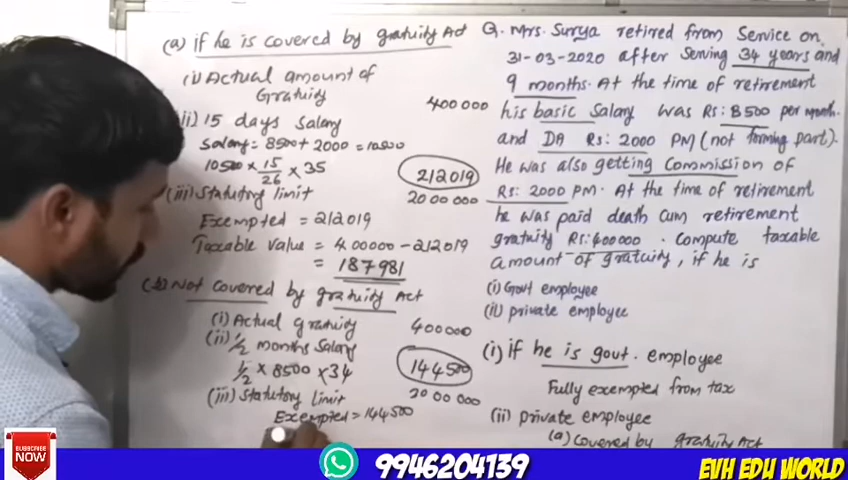 (a) if he is covered by gratuity Act
(i) Actual amount of
Gratuity
400000
ii) 15 days salary
Salary = 8500 + 2000 = 10500
10500 × 15/26 × 35
212019
(iii) Statutory limit
20 00 000
Exempted = 212019
Taxable value = 400000 - 212019
= 187981
(b) Not covered by gratuity Act
(i) Actual gratuity
400000
(ii) 1/2 months Salary
1/2 × 8500 × 34
144500
(iii) Statutory limit
20 00 000
Exempted = 144500
Q. Mrs. Surya retired from Service on
31-03-2020 after Serving 34 years and
9 months. At the time of retirement
his basic Salary was Rs: 8500 per month.
and DA Rs: 2000 PM (not forming part).
He was also getting Commission of
Rs: 2000 PM. At the time of retirement
he was paid death cum retirement
gratuity Rs: 400000. Compute taxable
amount of gratuity, if he is
(i) Govt employee
(ii) private employee
(i) if he is govt. employee
Fully exempted from tax
(ii) private employee
(a) Covered by gratuity Act
SUBSCRIBE
NOW
9946204139
EVH EDU WORLD